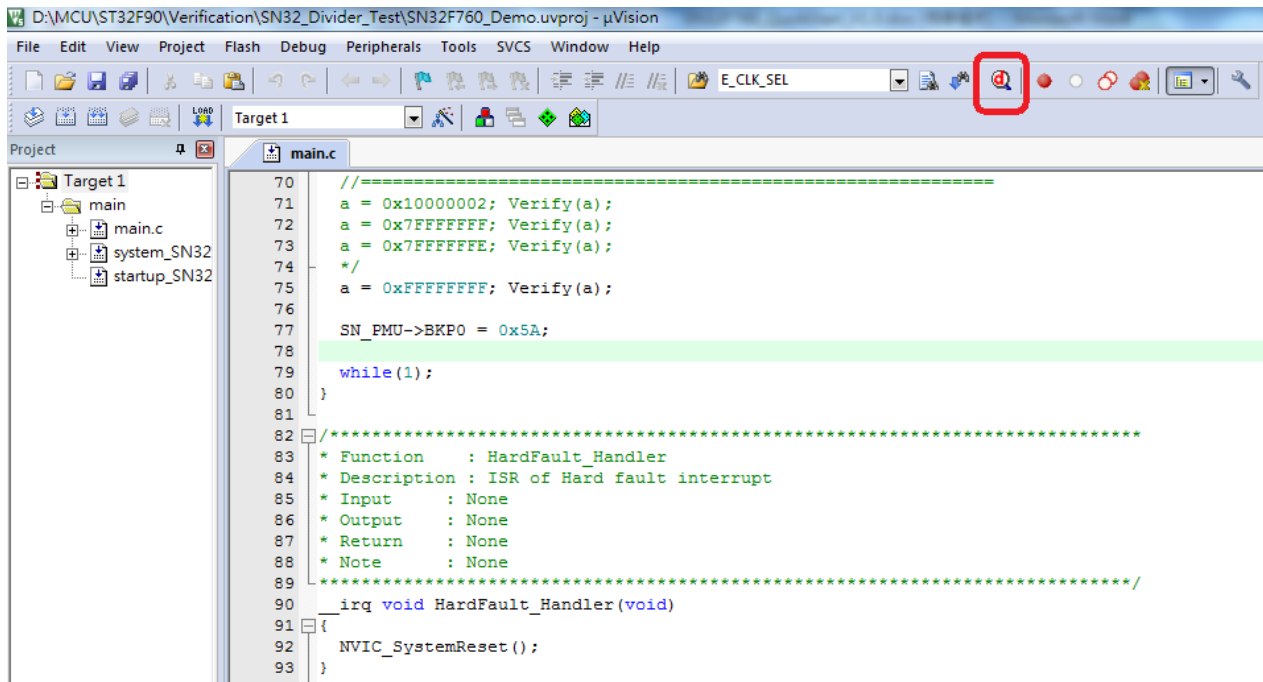 D:\MCU\ST32F90\Verification\SN32_Divider_Test\SN32F760_Demo.uvproj - µVision
File Edit View Project Flash Debug Peripherals Tools SVCS Window Help
E_CLK_SEL
LOAD
Target 1
Project
main.c
Target 1
main
main.c
system_SN32
startup_SN32
70 //============================================================
71 a = 0x10000002; Verify(a);
72 a = 0x7FFFFFFF; Verify(a);
73 a = 0x7FFFFFFE; Verify(a);
74 */
75 a = 0xFFFFFFFF; Verify(a);
76
77 SN_PMU->BKP0 = 0x5A;
78
79 while(1);
80 }
81
82 /*****************************************************************************
83 * Function : HardFault_Handler
84 * Description : ISR of Hard fault interrupt
85 * Input : None
86 * Output : None
87 * Return : None
88 * Note : None
89 *****************************************************************************/
90 __irq void HardFault_Handler(void)
91 {
92 NVIC_SystemReset();
93 }